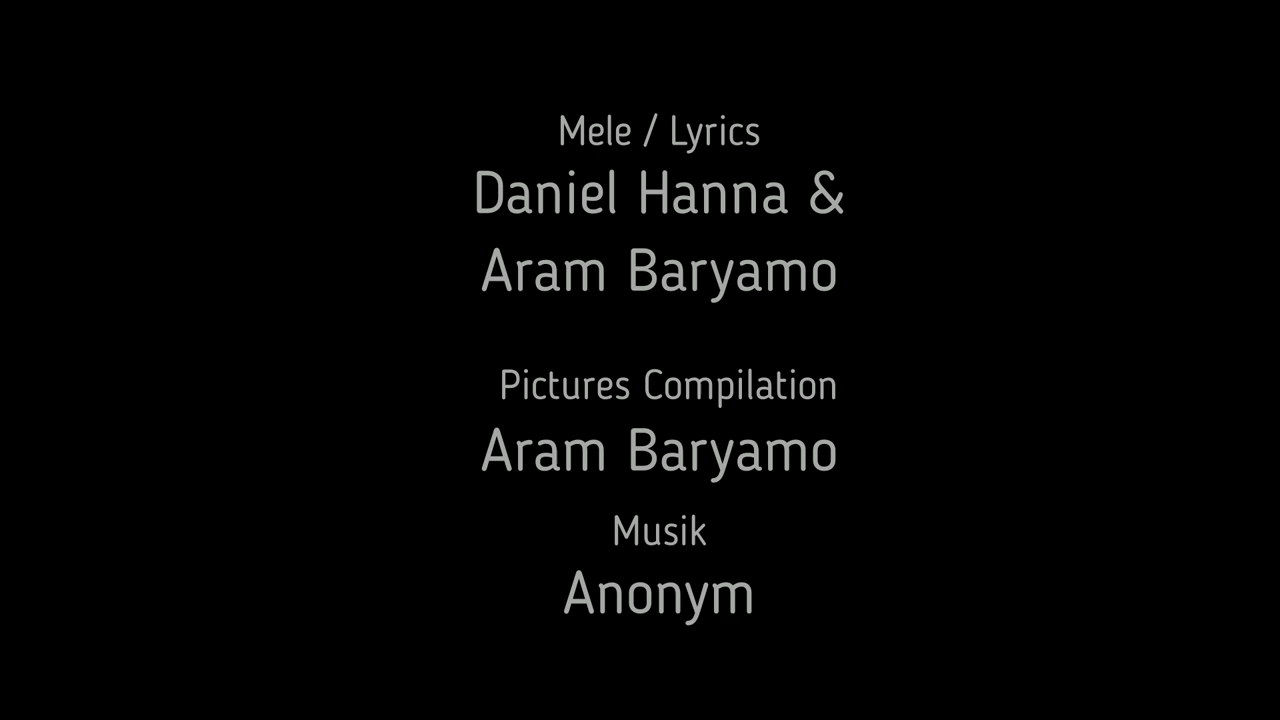 Mele / Lyrics
Daniel Hanna &
Aram Baryamo
Pictures Compilation
Aram Baryamo
Musik
Anonym